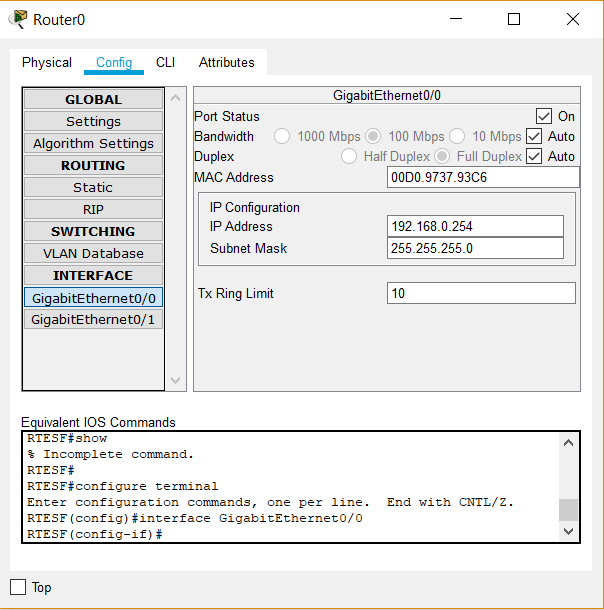 Router0
Physical Config CLI Attributes
GLOBAL
Settings
Algorithm Settings
ROUTING
Static
RIP
SWITCHING
VLAN Database
INTERFACE
GigabitEthernet0/0
GigabitEthernet0/1
GigabitEthernet0/0
Port Status On
Bandwidth 1000 Mbps 100 Mbps 10 Mbps Auto
Duplex Half Duplex Full Duplex Auto
MAC Address 00D0.9737.93C6
IP Configuration
IP Address 192.168.0.254
Subnet Mask 255.255.255.0
Tx Ring Limit 10
Equivalent IOS Commands
RTESF#show
% Incomplete command.
RTESF#
RTESF#configure terminal
Enter configuration commands, one per line. End with CNTL/Z.
RTESF(config)#interface GigabitEthernet0/0
RTESF(config-if)#
Top